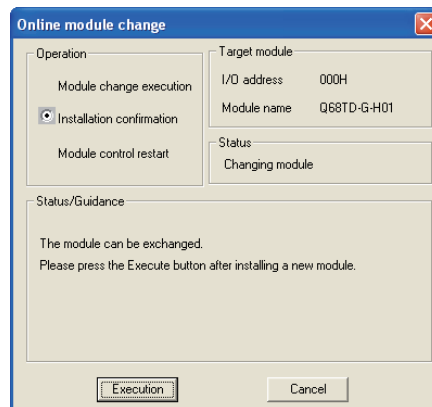 Online module change
Operation
Module change execution
Installation confirmation
Module control restart
Target module
I/O address 000H
Module name Q68TD-G-H01
Status
Changing module
Status/Guidance
The module can be exchanged.
Please press the Execute button after installing a new module.
Execution Cancel